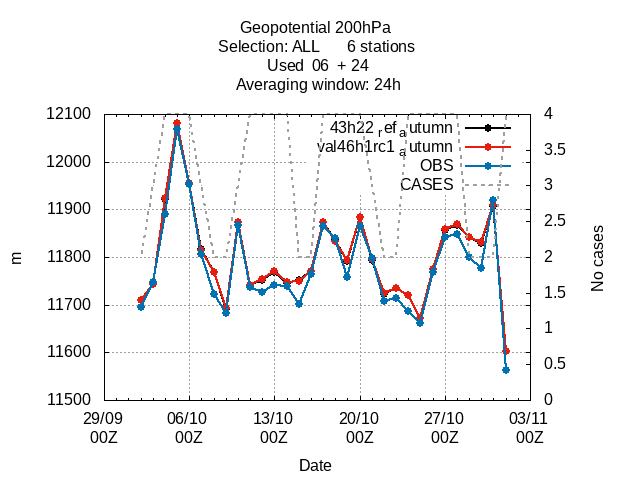 Geopotential 200hPa
Selection: ALL      6 stations
Used  06  + 24
Averaging window: 24h
12100
12000
11900
11800
11700
11600
11500
4
3.5
3
2.5
2
1.5
1
0.5
0
43h22_ref_autumn
val46h1rc1_autumn
OBS
CASES
m
No cases
29/09 06/10 13/10 20/10 27/10 03/11
00Z 00Z 00Z 00Z 00Z 00Z
Date